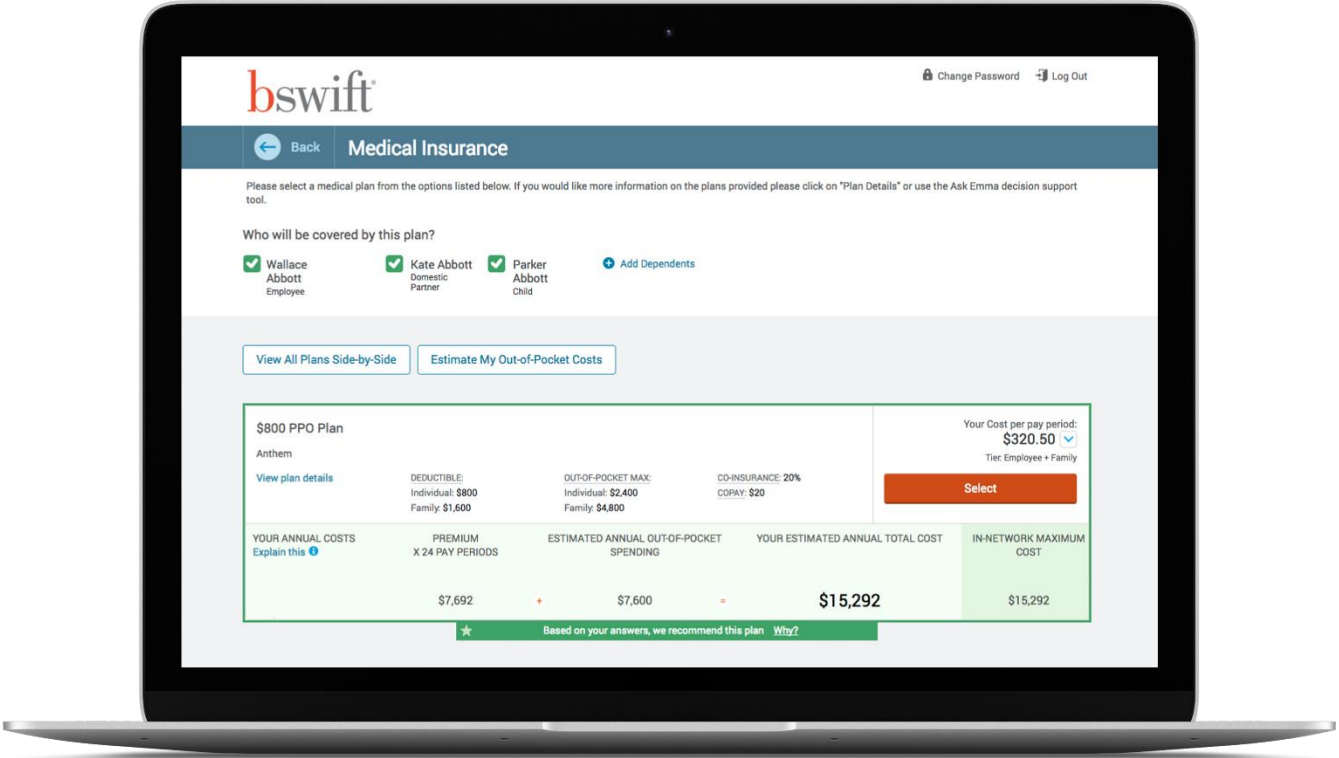 bswift
Change Password Log Out
Back Medical Insurance
Please select a medical plan from the options listed below. If you would like more information on the plans provided please click on "Plan Details" or use the Ask Emma decision support
tool.
Who will be covered by this plan?
Wallace
Abbott
Employee
Kate Abbott
Domestic
Partner
Parker
Abbott
Child
Add Dependents
View All Plans Side-by-Side
Estimate My Out-of-Pocket Costs
$800 PPO Plan
Anthem
View plan details
DEDUCTIBLE:
Individual: $800
Family: $1,600
OUT-OF-POCKET MAX:
Individual: $2,400
Family: $4,800
CO-INSURANCE: 20%
COPAY: $20
Your Cost per pay period:
$320.50
Tier: Employee + Family
Select
YOUR ANNUAL COSTS
Explain this
PREMIUM
X 24 PAY PERIODS
ESTIMATED ANNUAL OUT-OF-POCKET
SPENDING
YOUR ESTIMATED ANNUAL TOTAL COST
IN-NETWORK MAXIMUM
COST
$7,692 + $7,600 = $15,292 $15,292
Based on your answers, we recommend this plan Why?